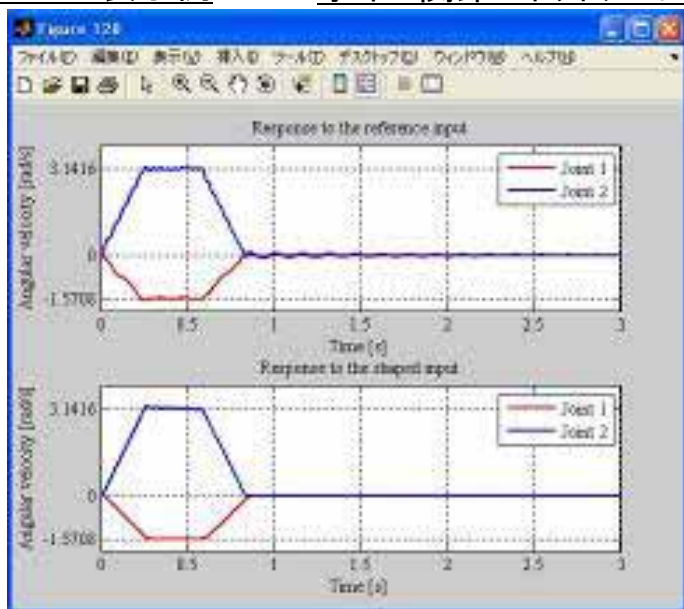 Figure 120
ファイル(F) 編集(E) 表示(V) 挿入(I) ツール(T) デスクトップ(D) ウィンドウ(W) ヘルプ(H)
Response to the reference input
Angular velocity [rad/s]
3.1416
0
-1.5708
Joint 1
Joint 2
0 0.5 1 1.5 2 2.5 3
Time [s]
Response to the shaped input
Angular velocity [rad/s]
3.1416
0
-1.5708
Joint 1
Joint 2
0 0.5 1 1.5 2 2.5 3
Time [s]